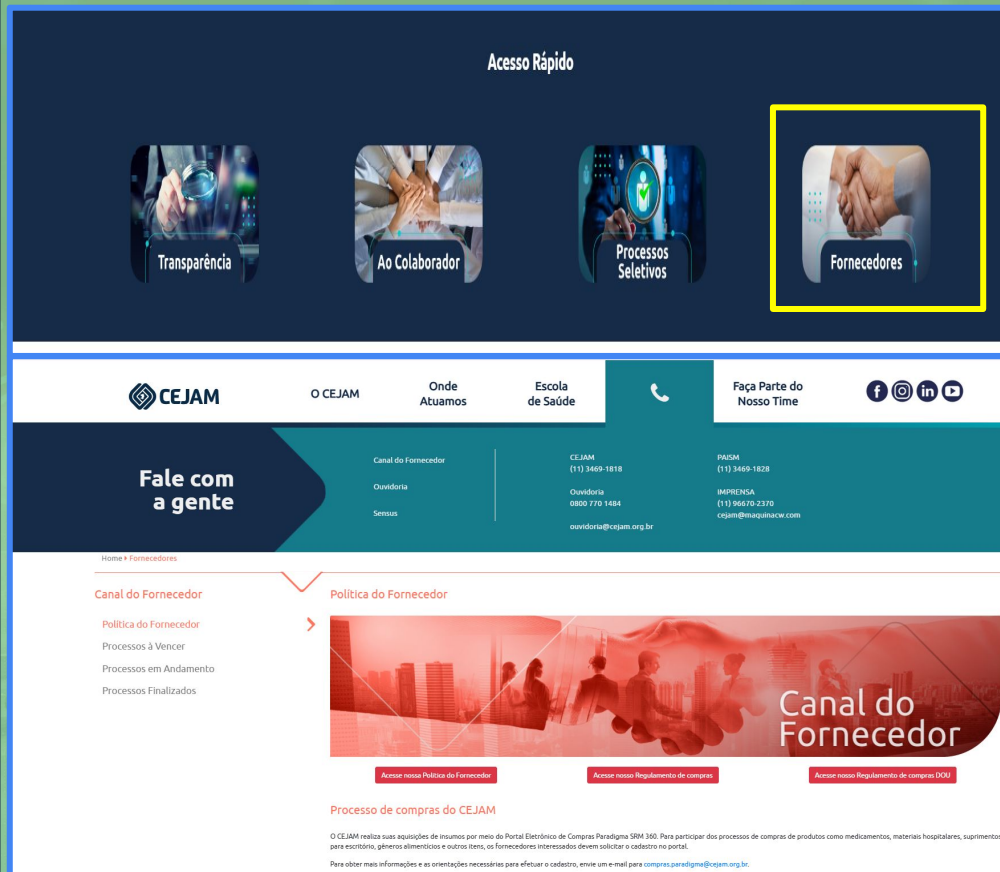 Acesso Rápido
Transparência
Ao Colaborador
Processos
Seletivos
Fornecedores
CEJAM
O CEJAM
Onde
Atuamos
Escola
de Saúde
Faça Parte do
Nosso Time
Fale com
a gente
Canal do Fornecedor
Ouvidoria
Sensus
CEJAM
(11) 3469-1818
Ouvidoria
0800 770 1484
ouvidoria@cejam.org.br
PAISM
(11) 3469-1828
IMPRENSA
(11) 96670-2370
cejam@maquinacw.com
Home Fornecedores
Canal do Fornecedor
Política do Fornecedor
Processos à Vencer
Processos em Andamento
Processos Finalizados
Política do Fornecedor
Canal do
Fornecedor
Acesse nossa Política do Fornecedor
Acesse nosso Regulamento de compras
Acesse nosso Regulamento de compras DOU
Processo de compras do CEJAM
O CEJAM realiza suas aquisições de insumos por meio do Portal Eletrônico de Compras Paradigma SRM 360. Para participar dos processos de compras de produtos como medicamentos, materiais hospitalares, suprimentos
para escritório, gêneros alimentícios e outros itens, os fornecedores interessados devem solicitar o cadastro no portal.
Para obter mais informações e as orientações necessárias para efetuar o cadastro, envie um e-mail para compras.paradigma@cejam.org.br.